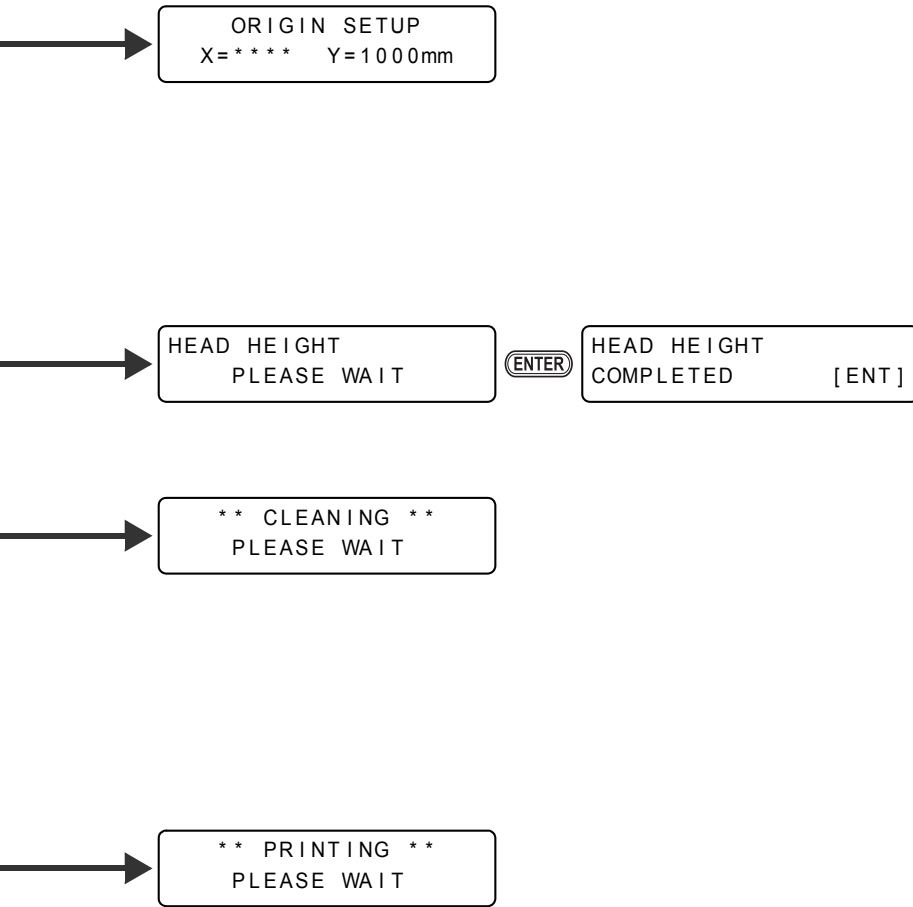 ORIGIN SETUP
X=**** Y=1000mm
HEAD HEIGHT
PLEASE WAIT
ENTER
HEAD HEIGHT
COMPLETED [ENT]
** CLEANING **
PLEASE WAIT
** PRINTING **
PLEASE WAIT